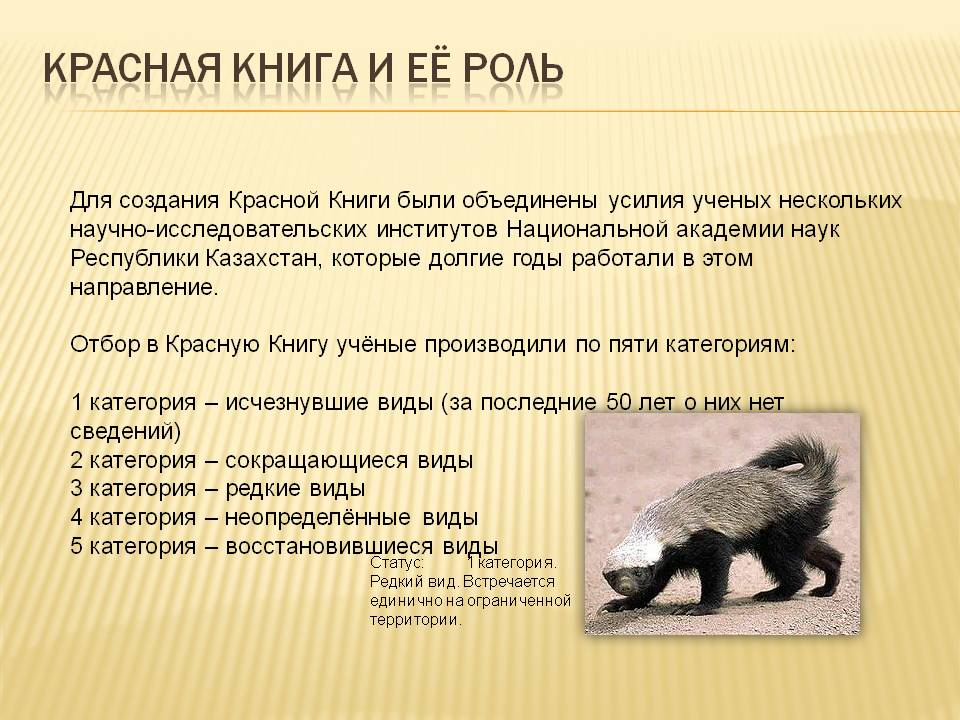 КРАСНАЯ КНИГА И ЕЁ РОЛЬ
Для создания Красной Книги были объединены усилия ученых нескольких
научно-исследовательских институтов Национальной академии наук
Республики Казахстан, которые долгие годы работали в этом
направление.
Отбор в Красную Книгу учёные производили по пяти категориям:
1 категория – исчезнувшие виды (за последние 50 лет о них нет
сведений)
2 категория – сокращающиеся виды
3 категория – редкие виды
4 категория – неопределённые виды
5 категория – восстановившиеся виды
Статус: 1 категория.
Редкий вид. Встречается
единично на ограниченной
территории.